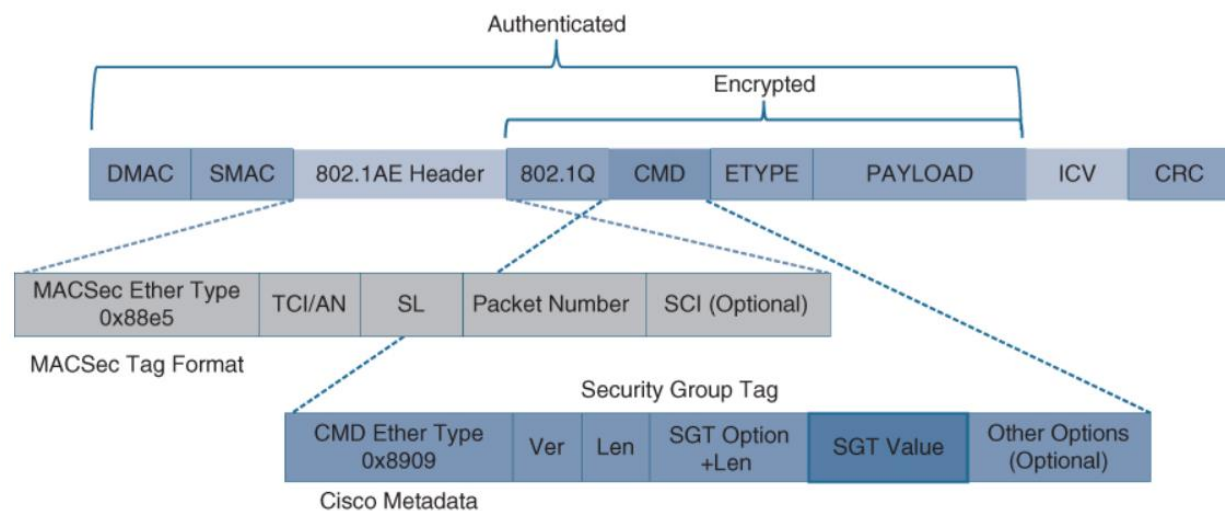 Authenticated
Encrypted
DMAC SMAC 802.1AE Header 802.1Q CMD ETYPE PAYLOAD ICV CRC
MACSec Ether Type
0x88e5
TCI/AN
SL
Packet Number
SCI (Optional)
MACSec Tag Format
Security Group Tag
CMD Ether Type
0x8909
Ver
Len
SGT Option
+Len
SGT Value
Other Options
(Optional)
Cisco Metadata